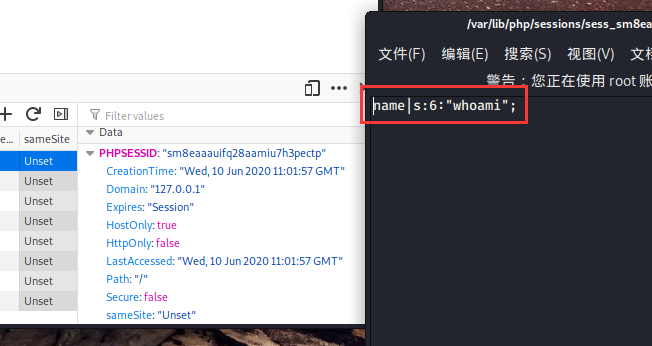 sameSite
Unset
Unset
Unset
Unset
Unset
Unset
Unset
Unset
Filter values
Data
PHPSESSID: "sm8eaaauifq28aamiu7h3pectp"
CreationTime: "Wed, 10 Jun 2020 11:01:57 GMT"
Domain: "127.0.0.1"
Expires: "Session"
HostOnly: true
HttpOnly: false
LastAccessed: "Wed, 10 Jun 2020 11:01:57 GMT"
Path: "/"
Secure: false
sameSite: "Unset"
/var/lib/php/sessions/sess_sm8ea
文件(F) 编辑(E) 搜索(S) 视图(V) 文档
警告：您正在使用 root 账
name|s:6:"whoami";